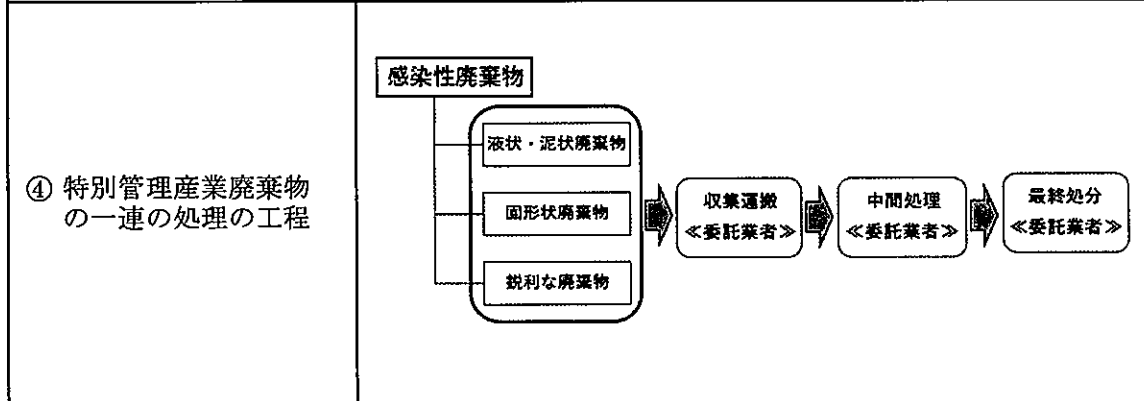 ④ 特別管理産業廃棄物
の一連の処理の工程
感染性廃棄物
液状・泥状廃棄物
固形状廃棄物
鋭利な廃棄物
収集運搬
≪委託業者≫
中間処理
≪委託業者≫
最終処分
≪委託業者≫